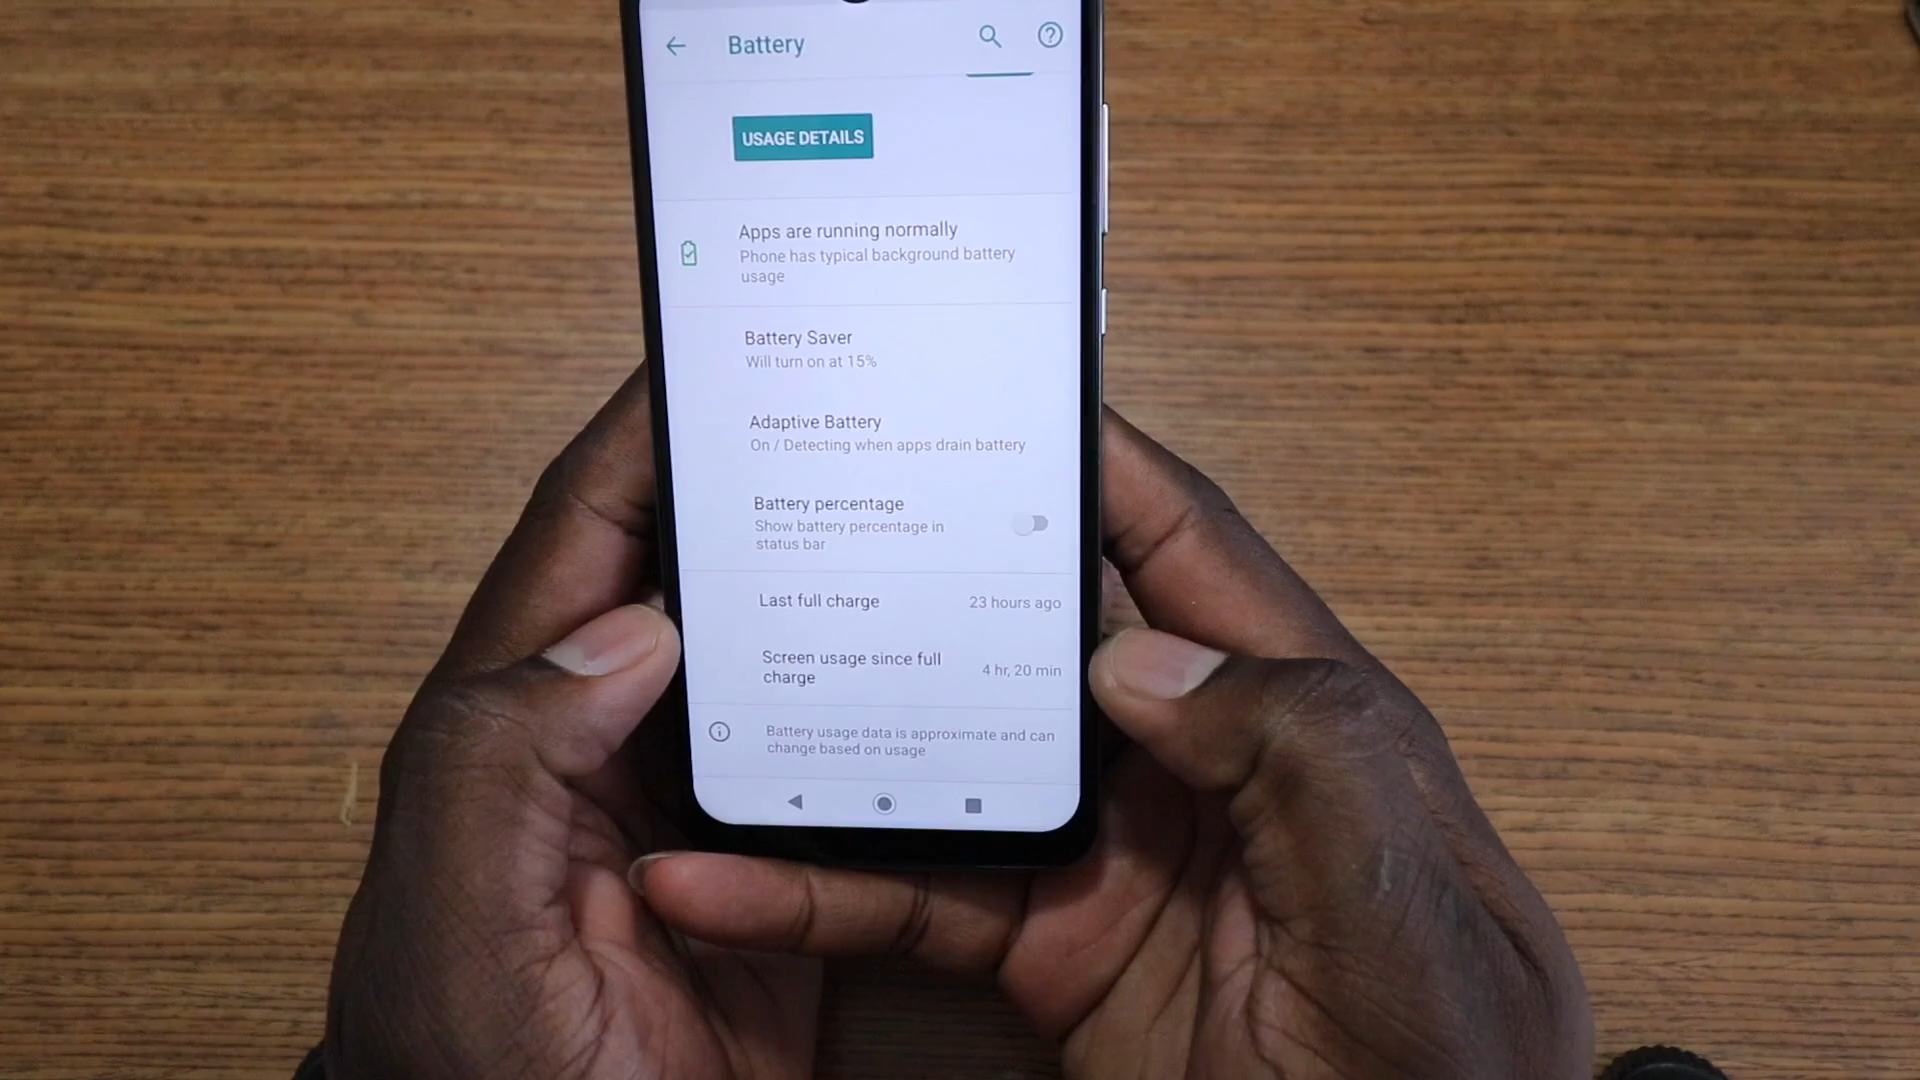 Battery
USAGE DETAILS
Apps are running normally
Phone has typical background battery
usage
Battery Saver
Will turn on at 15%
Adaptive Battery
On / Detecting when apps drain battery
Battery percentage
Show battery percentage in
status bar
Last full charge
23 hours ago
Screen usage since full
charge
4 hr, 20 min
Battery usage data is approximate and can
change based on usage